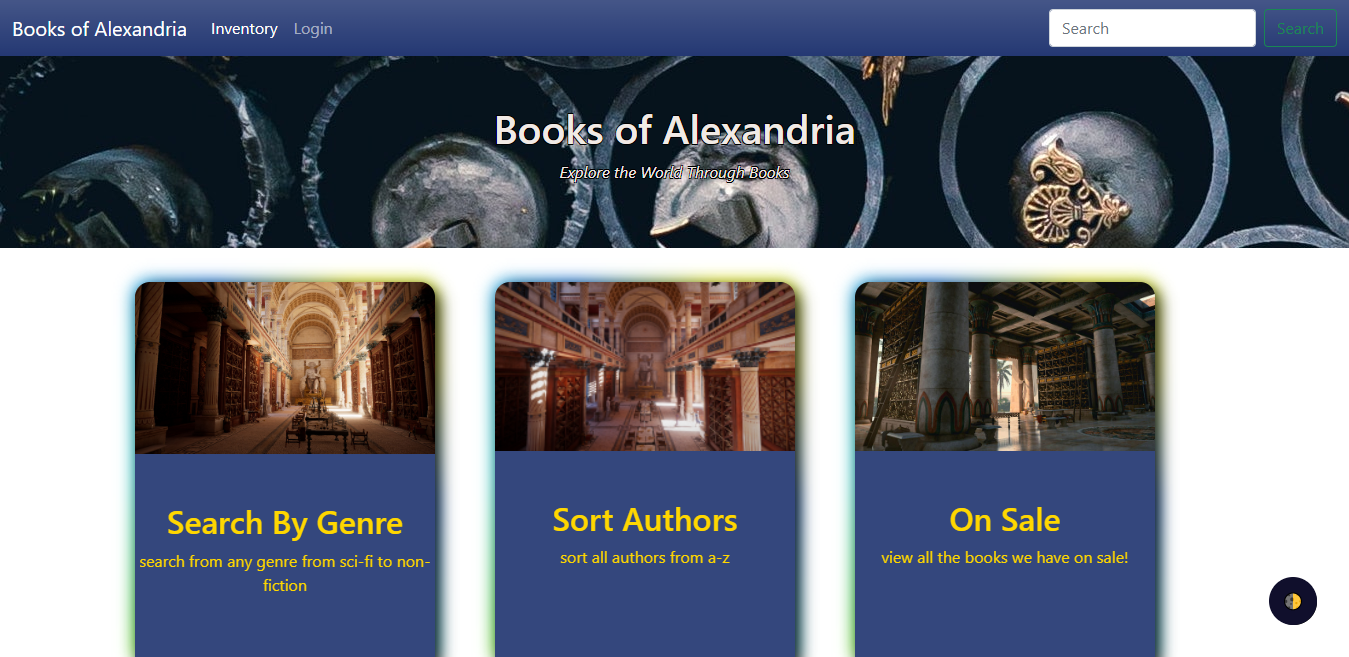 Books of Alexandria
Inventory
Login
Search
Search
Books of Alexandria
Explore the World Through Books
Search By Genre
search from any genre from sci-fi to non-
fiction
Sort Authors
sort all authors from a-z
On Sale
view all the books we have on sale!